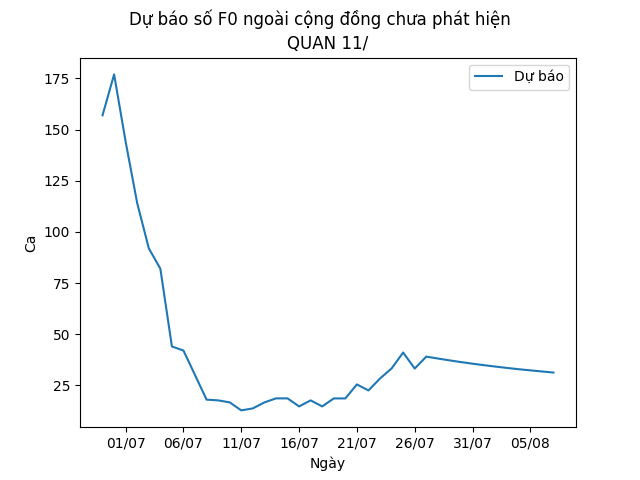 Dự báo số F0 ngoài cộng đồng chưa phát hiện
QUAN 11/
Dự báo
175
150
125
100
75
50
25
Ca
01/07 06/07 11/07 16/07 21/07 26/07 31/07 05/08
Ngày